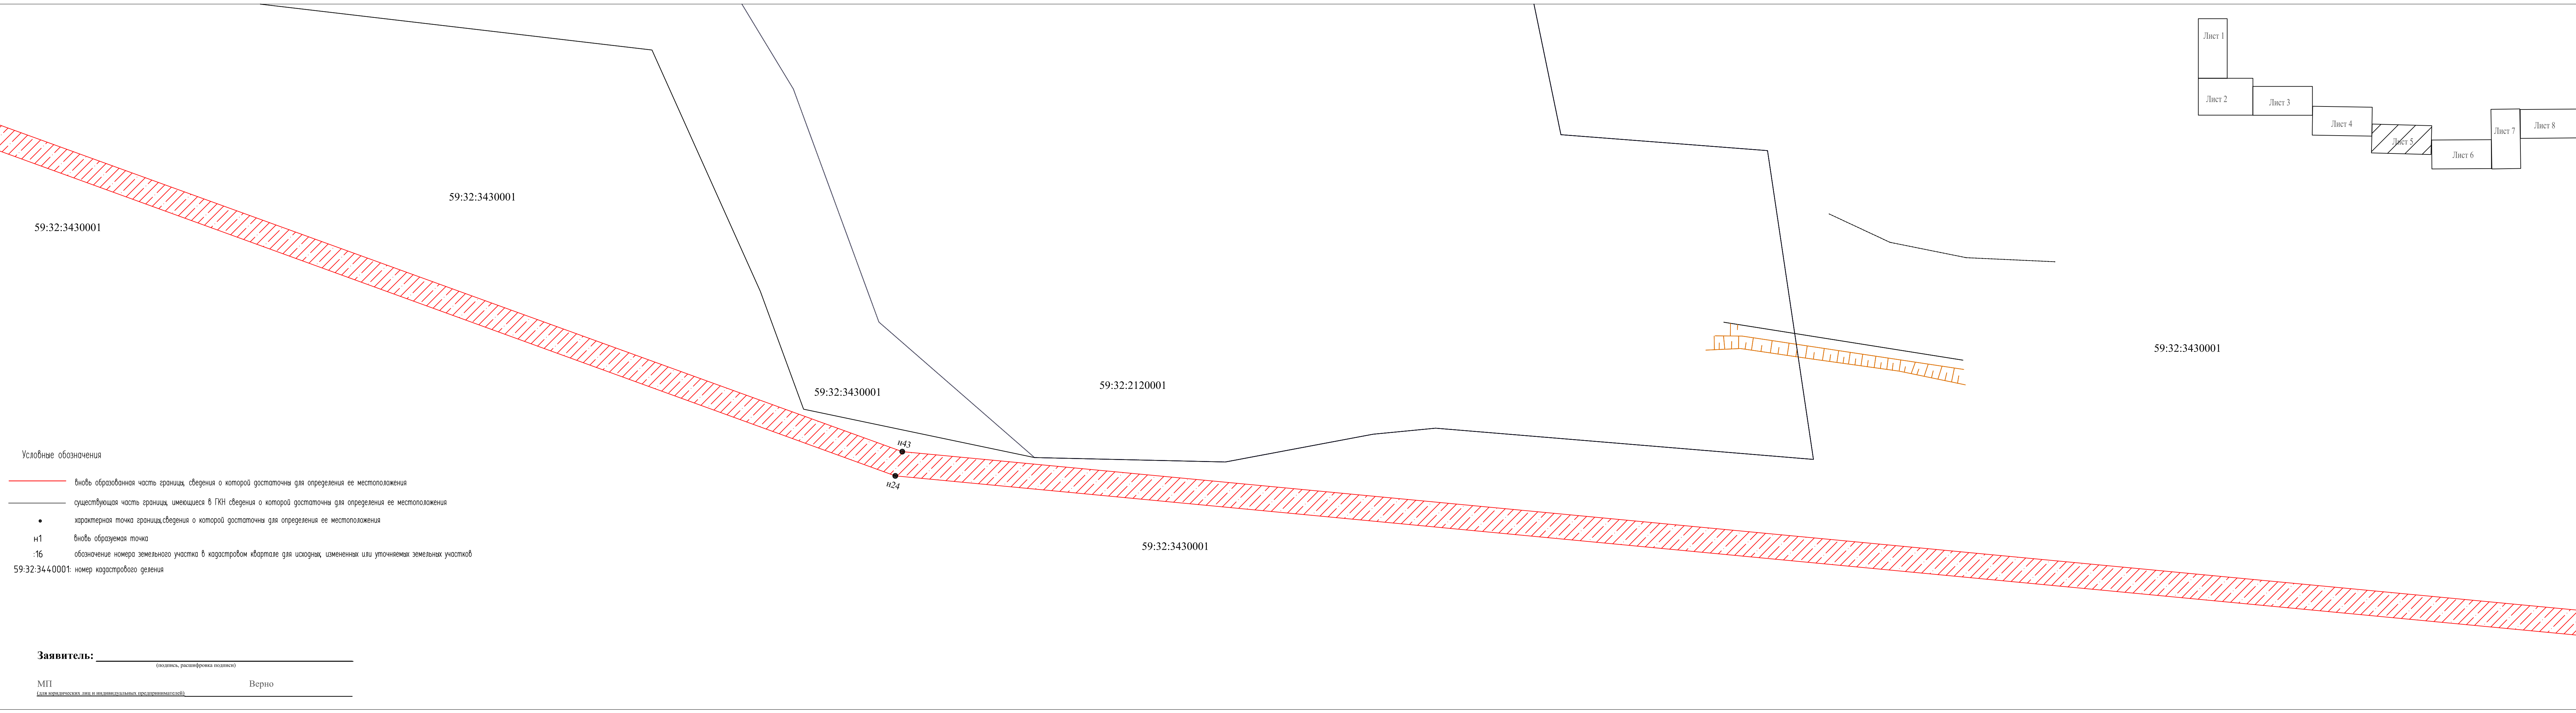 Лист 1
Лист 2
Лист 3
Лист 4
Лист 5
Лист 6
Лист 7
Лист 8
59:32:3430001
59:32:3430001
59:32:3430001
59:32:3430001
59:32:2120001
н43
н24
59:32:3430001
Условные обозначения
вновь образованная часть границы, сведения о которой достаточны для определения ее местоположения
существующая часть границы, имеющиеся в ГКН сведения о которой достаточны для определения ее местоположения
характерная точка границы,сведения о которой достаточны для определения ее местоположения
н1 вновь образуемая точка
:16 обозначение номера земельного участка в кадастровом квартале для исходных, измененных или уточняемых земельных участков
59:32:3440001: номер кадастрового деления
Заявитель:
(подпись, расшифровка подписи)
МП Верно
(для юридических лиц и индивидуальных предпринимателей)